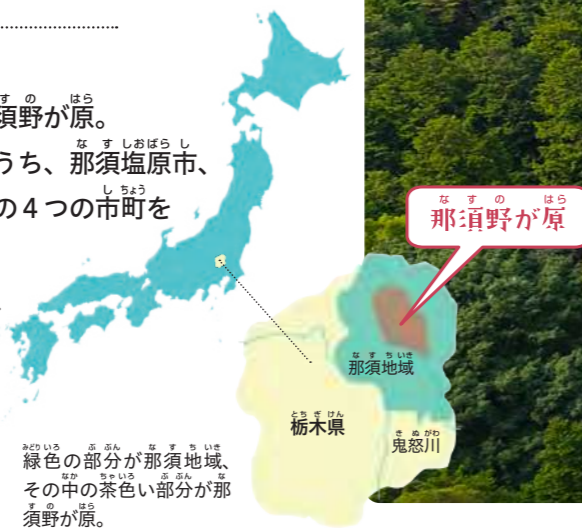 須野が原。
うち、那須塩原市、
の4つの市町を
那須野が原
那須地域
栃木県
鬼怒川
緑色の部分が那須地域、
その中の茶色い部分が那
須野が原。